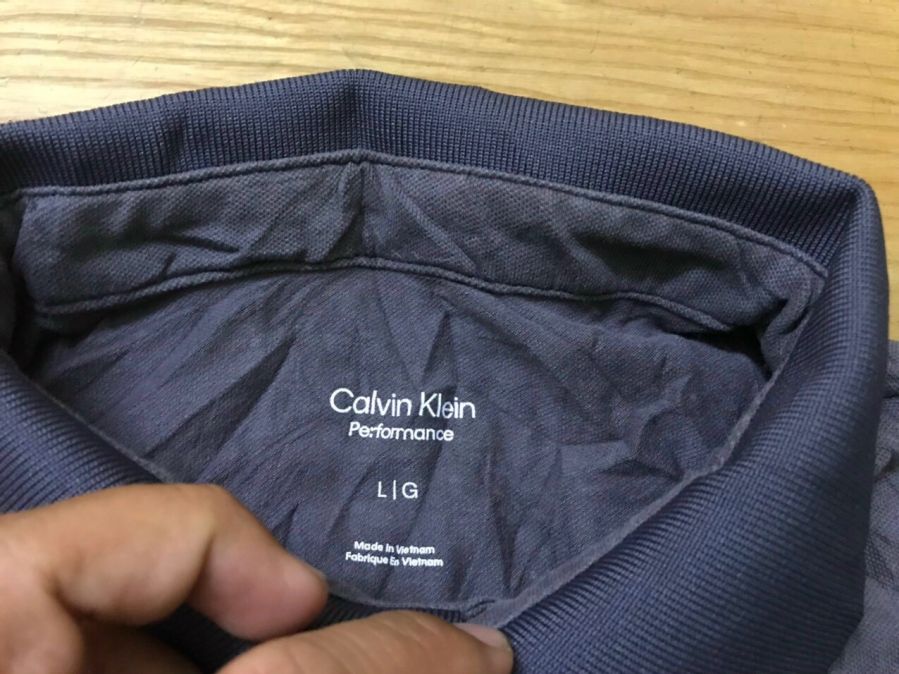 Calvin Klein
Performance
L|G
Made in Vietnam
Fabrique En Vietnam